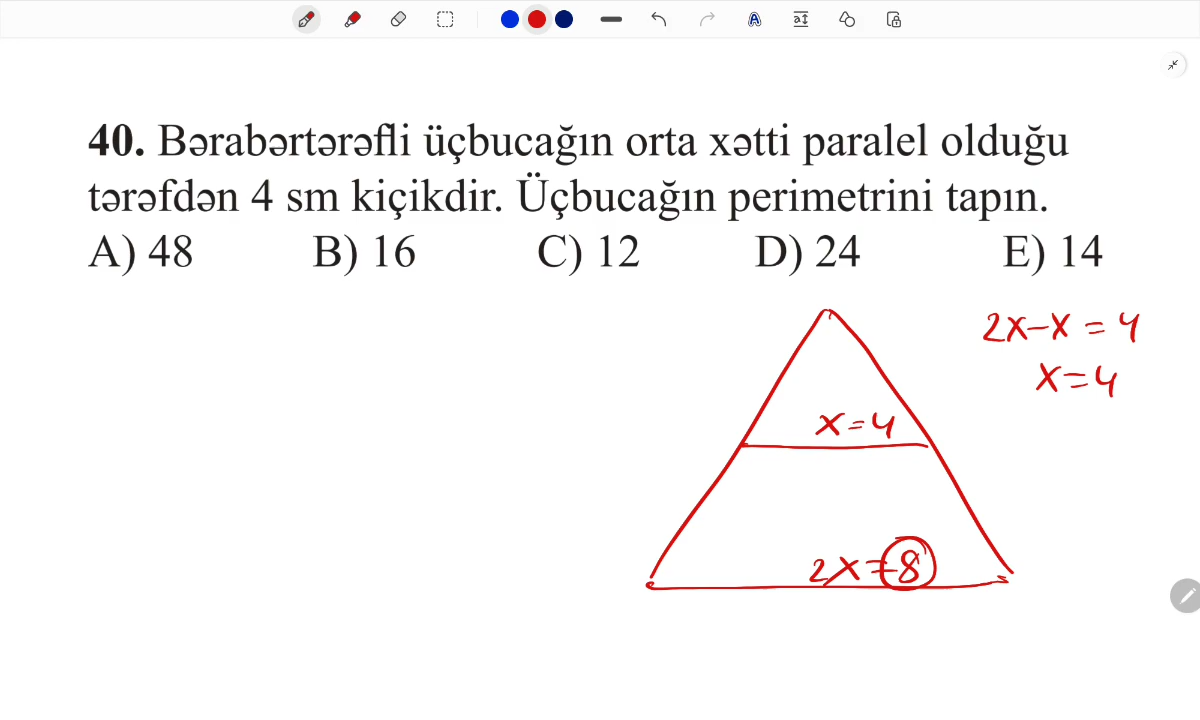 40. Bərabərtərəfli üçbucağın orta xətti paralel olduğu
tərəfdən 4 sm kiçikdir. Üçbucağın perimetrini tapın.
A) 48 B) 16 C) 12 D) 24 E) 14
2x-x=4
x=4
x=4
2x=8